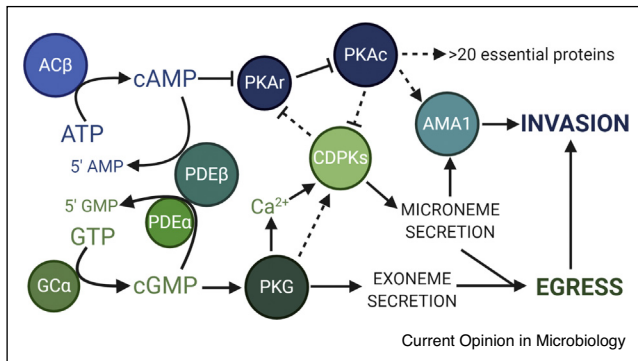 ACβ
cAMP
PKAr
PKAc
>20 essential proteins
ATP
AMA1
INVASION
5' AMP
PDEβ
CDPKs
5' GMP
PDEα
Ca²⁺
MICRONEME
SECRETION
GTP
GCα
cGMP
PKG
EXONEME
SECRETION
EGRESS
Current Opinion in Microbiology